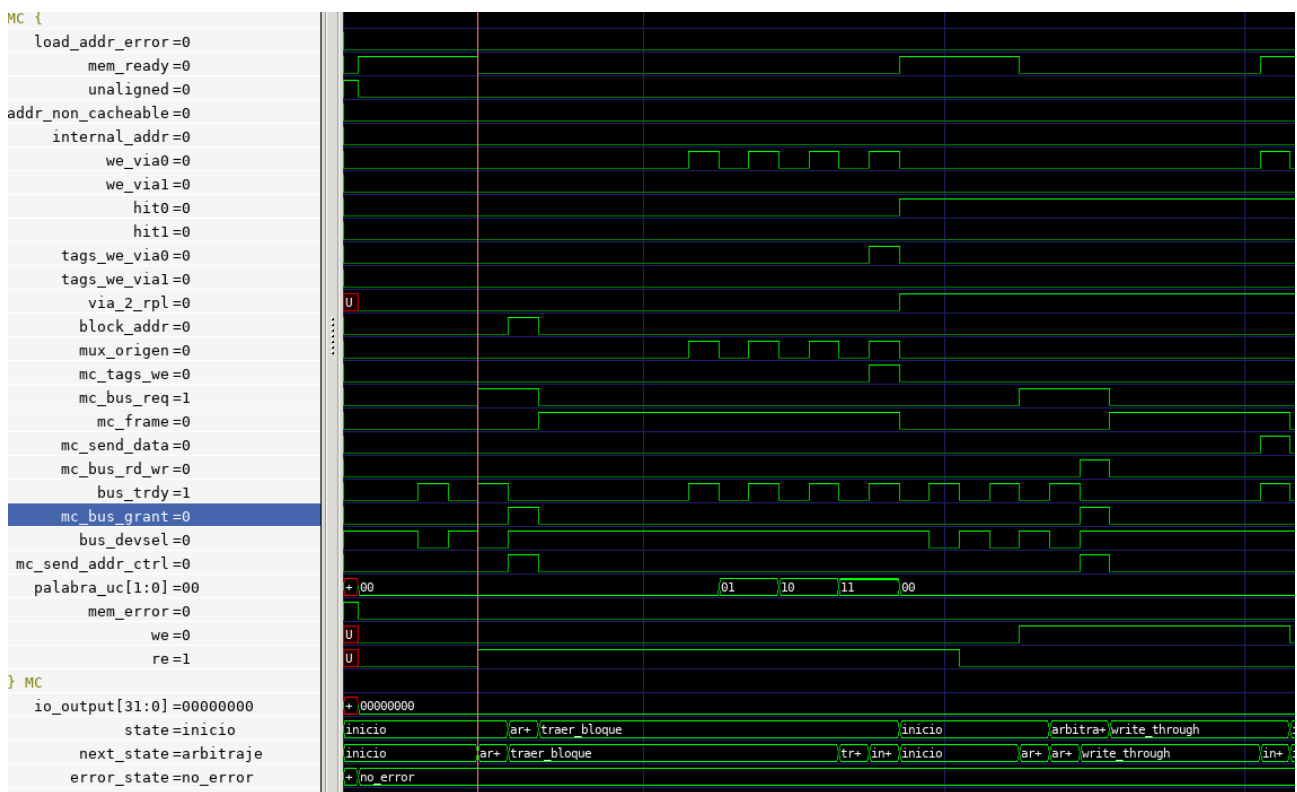 MC {
load_addr_error=0
mem_ready=0
unaligned=0
addr_non_cacheable=0
internal_addr=0
we_via0=0
we_via1=0
hit0=0
hit1=0
tags_we_via0=0
tags_we_via1=0
via_2_rpl=0 U
block_addr=0
mux_origen=0
mc_tags_we=0
mc_bus_req=1
mc_frame=0
mc_send_data=0
mc_bus_rd_wr=0
bus_trdy=1
mc_bus_grant=0
bus_devsel=0
mc_send_addr_ctrl=0
palabra_uc[1:0]=00 + 00 01 10 11 00
mem_error=0
we=0 U
re=1 U
} MC
io_output[31:0]=00000000 + 00000000
state=inicio inicio ar+ traer_bloque inicio arbitra+ write_through
next_state=arbitraje inicio ar+ traer_bloque tr+ in+ inicio ar+ ar+ write_through in+
error_state=no_error + no_error